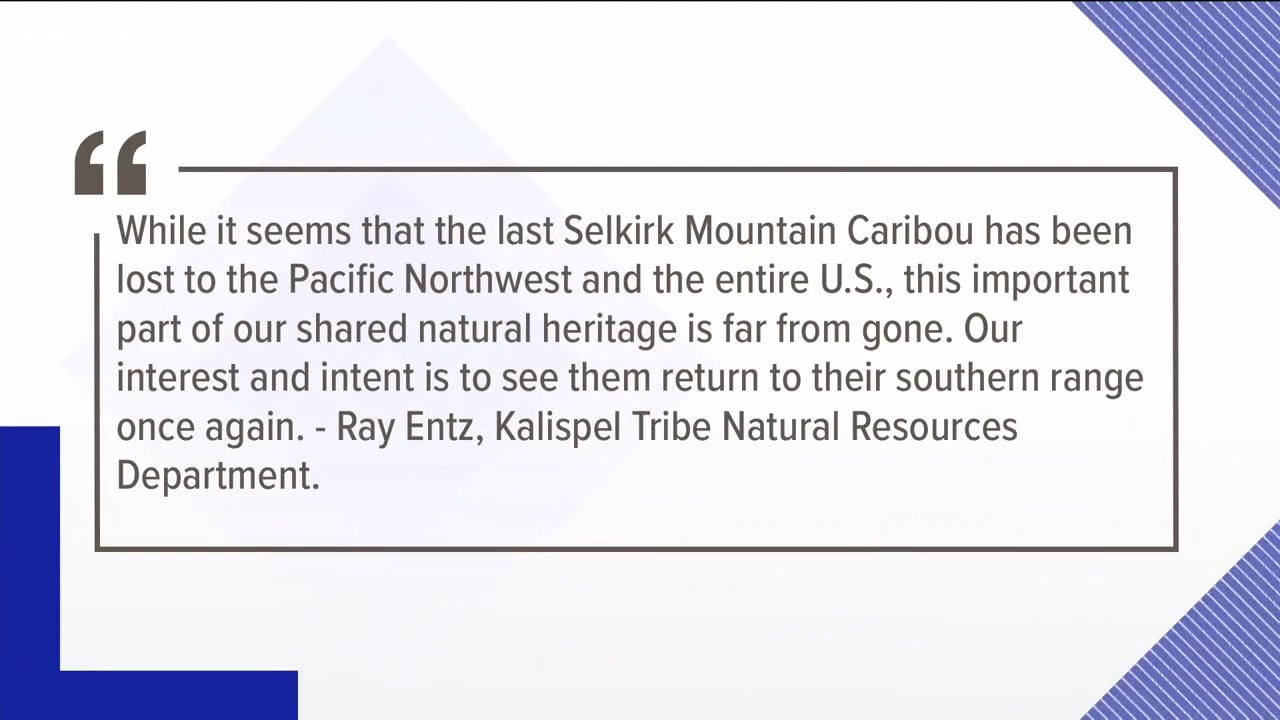 “
While it seems that the last Selkirk Mountain Caribou has been
lost to the Pacific Northwest and the entire U.S., this important
part of our shared natural heritage is far from gone. Our
interest and intent is to see them return to their southern range
once again. - Ray Entz, Kalispel Tribe Natural Resources
Department.